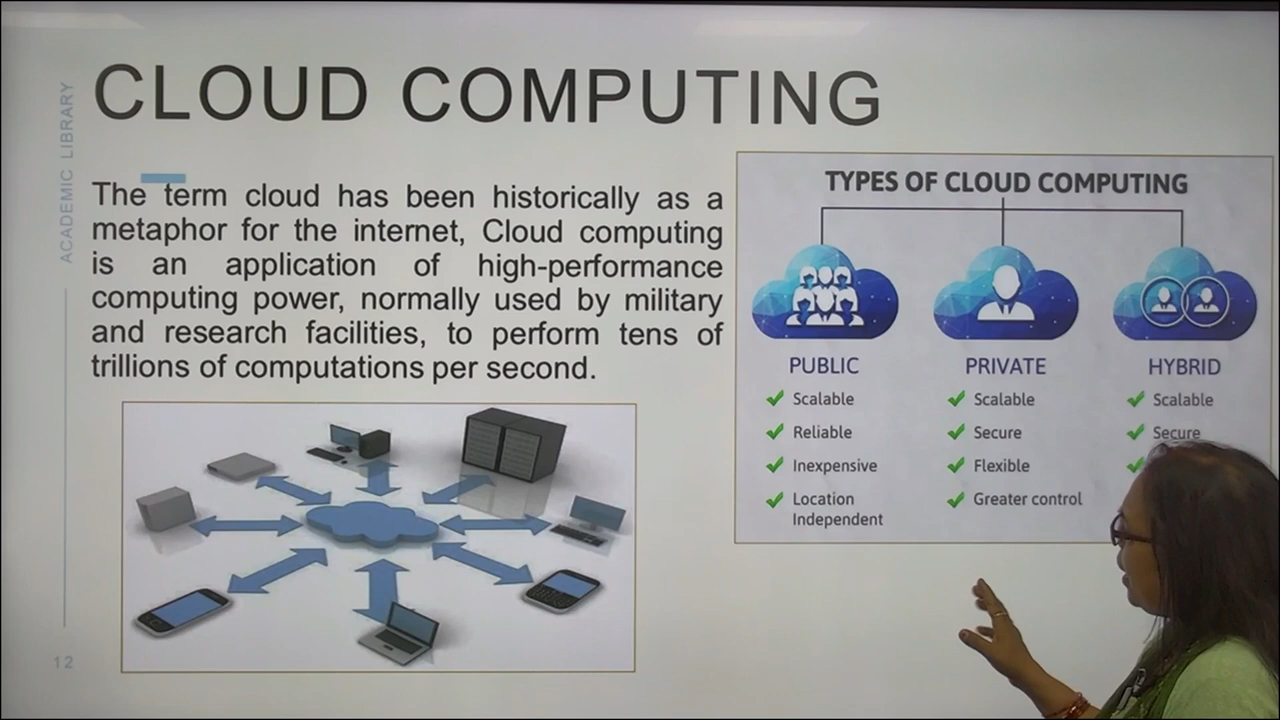 ACADEMIC LIBRARY
CLOUD COMPUTING
The term cloud has been historically as a
metaphor for the internet, Cloud computing
is an application of high-performance
computing power, normally used by military
and research facilities, to perform tens of
trillions of computations per second.
TYPES OF CLOUD COMPUTING
PUBLIC
Scalable
Reliable
Inexpensive
Location
Independent
PRIVATE
Scalable
Secure
Flexible
Greater control
HYBRID
Scalable
Secure
12